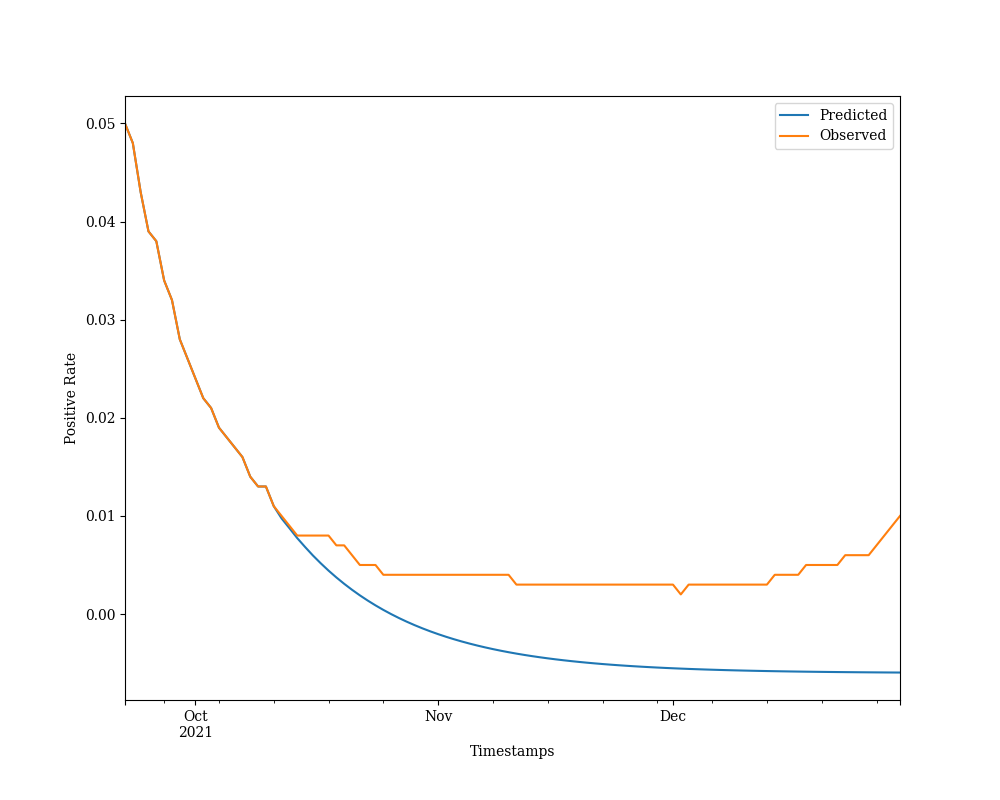 Predicted
Observed
0.05
0.04
0.03
0.02
0.01
0.00
Positive Rate
Oct
2021
Nov
Dec
Timestamps